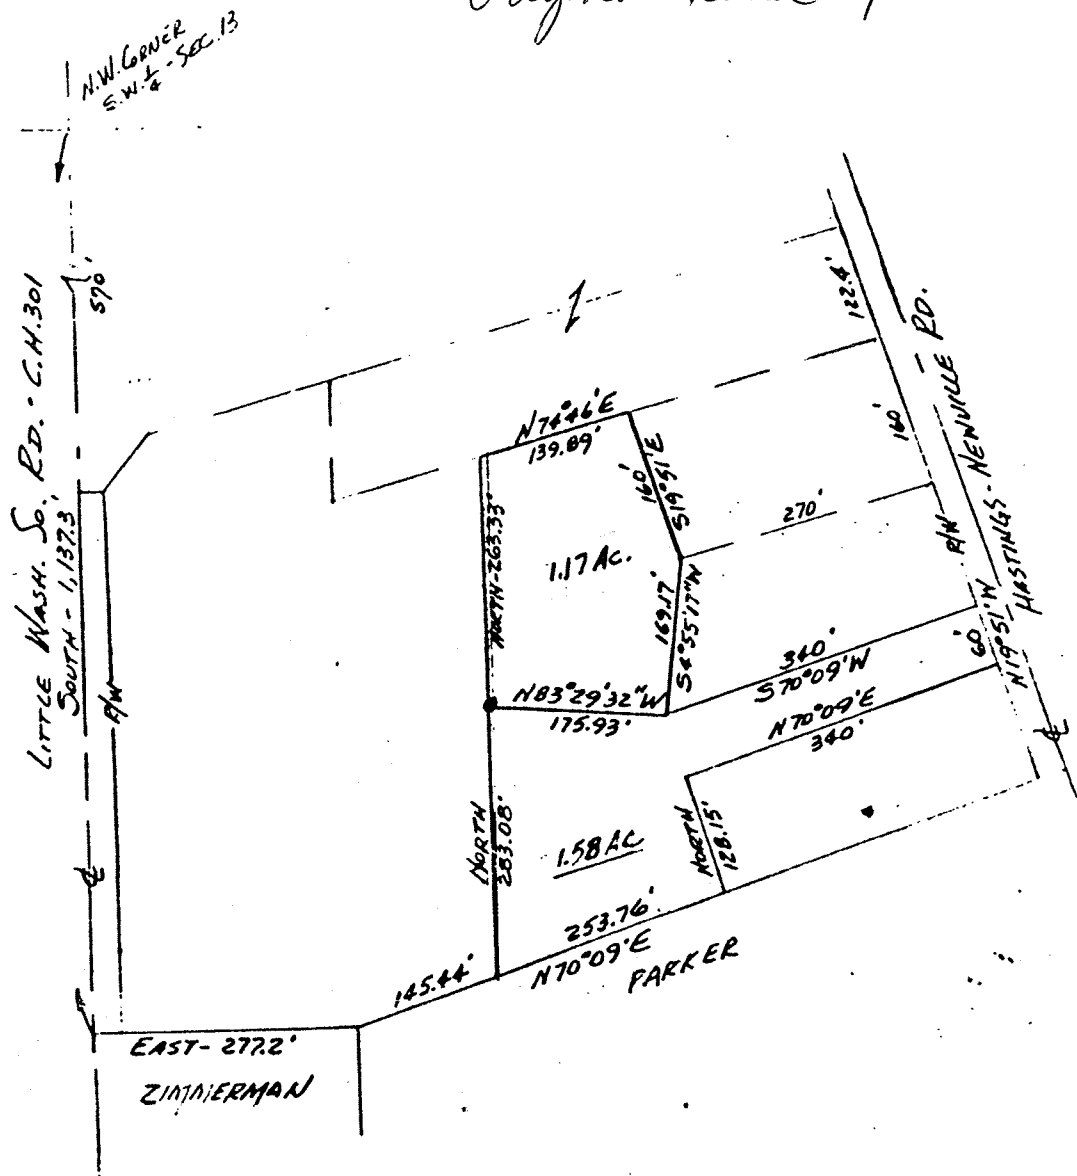 Original
N.W. CORNER
S.W. 1/4 - SEC. 13
570'
LITTLE WASH. SO. RD. - C.H. 301
SOUTH - 1,137.3'
R/W
122.4'
HASTINGS - NEWVILLE RD.
160'
R/W
N74°46'E
139.89'
160'
S19°51'E
270'
NORTH - 263.33'
1.17 AC.
169.17'
S4°55'17"W
340'
S70°09'W
60'
N19°51'W
N83°29'32"W
175.93'
N70°09'E
340'
NORTH
283.08'
1.58 AC
NORTH
128.15'
253.76'
N70°09'E
PARKER
145.44'
EAST - 277.2'
ZIMMERMAN